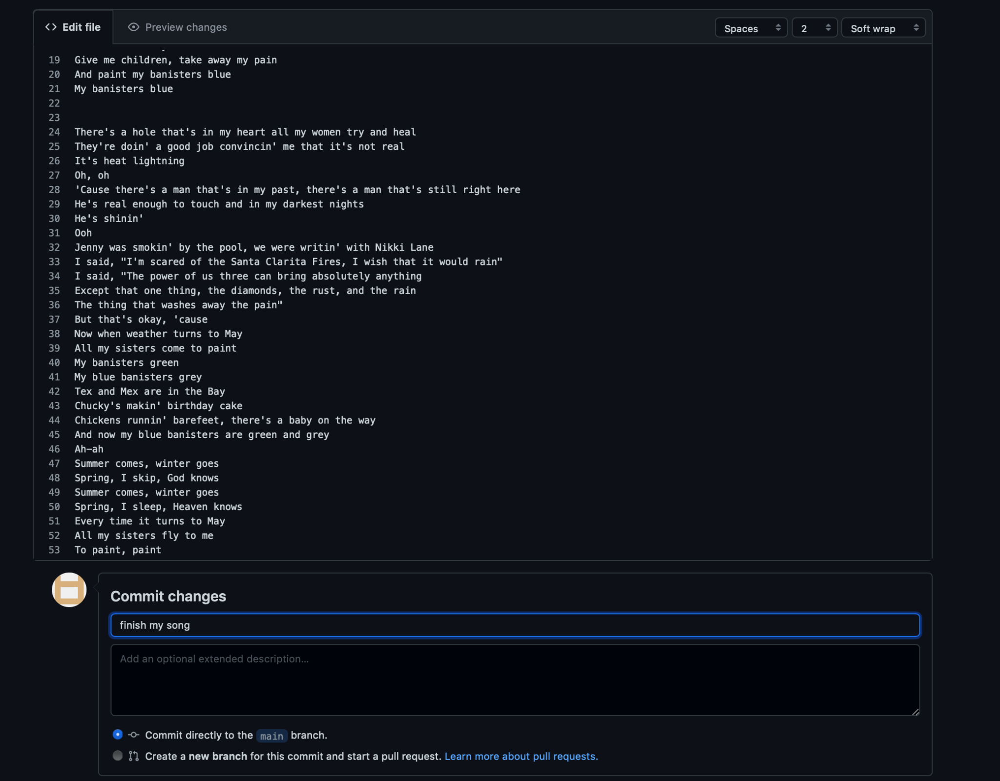 Edit file
Preview changes
Spaces
2
Soft wrap
19 Give me children, take away my pain
20 And paint my banisters blue
21 My banisters blue
22
23
24 There's a hole that's in my heart all my women try and heal
25 They're doin' a good job convincin' me that it's not real
26 It's heat lightning
27 Oh, oh
28 'Cause there's a man that's in my past, there's a man that's still right here
29 He's real enough to touch and in my darkest nights
30 He's shinin'
31 Ooh
32 Jenny was smokin' by the pool, we were writin' with Nikki Lane
33 I said, "I'm scared of the Santa Clarita Fires, I wish that it would rain"
34 I said, "The power of us three can bring absolutely anything
35 Except that one thing, the diamonds, the rust, and the rain
36 The thing that washes away the pain"
37 But that's okay, 'cause
38 Now when weather turns to May
39 All my sisters come to paint
40 My banisters green
41 My blue banisters grey
42 Tex and Mex are in the Bay
43 Chucky's makin' birthday cake
44 Chickens runnin' barefeet, there's a baby on the way
45 And now my blue banisters are green and grey
46 Ah-ah
47 Summer comes, winter goes
48 Spring, I skip, God knows
49 Summer comes, winter goes
50 Spring, I sleep, Heaven knows
51 Every time it turns to May
52 All my sisters fly to me
53 To paint, paint
Commit changes
finish my song
Add an optional extended description...
Commit directly to the main branch.
Create a new branch for this commit and start a pull request. Learn more about pull requests.